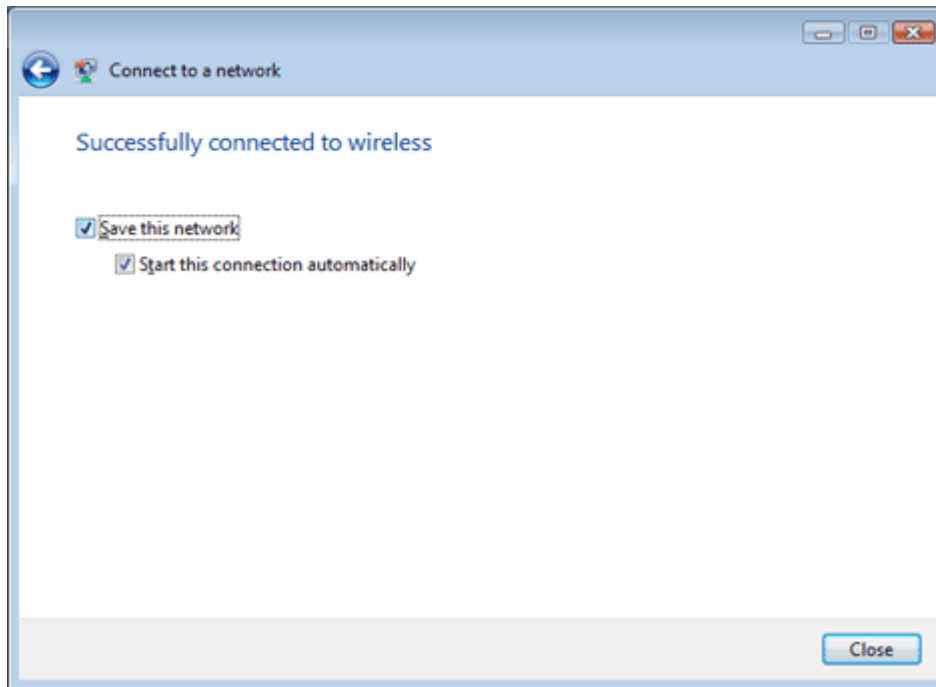 Connect to a network
Successfully connected to wireless
Save this network
Start this connection automatically
Close